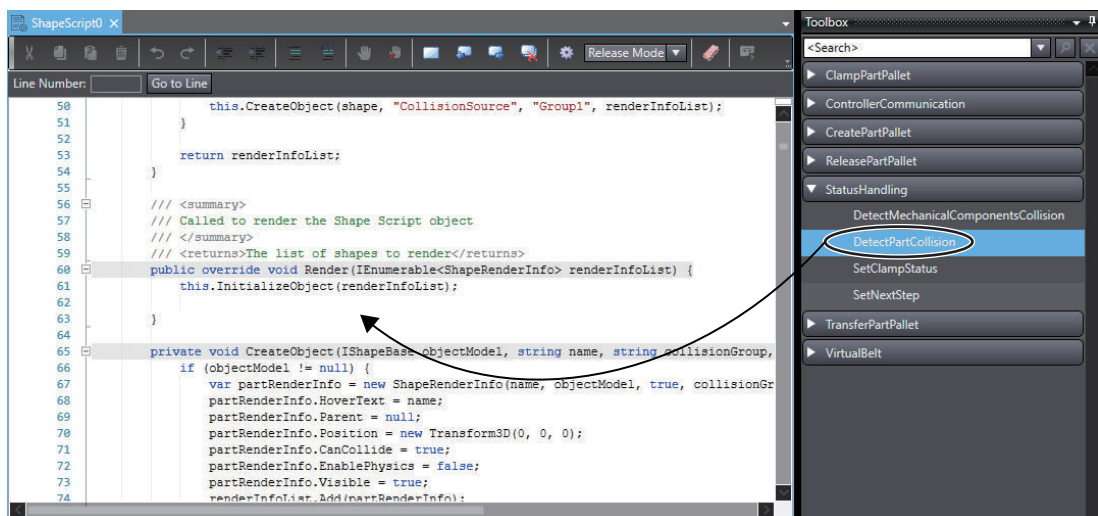 ShapeScript0
Release Mode
Line Number:
Go to Line
50 this.CreateObject(shape, "CollisionSource", "Group1", renderInfoList);
51 }
52
53 return renderInfoList;
54 }
55
56 /// <summary>
57 /// Called to render the Shape Script object
58 /// </summary>
59 /// <returns>The list of shapes to render</returns>
60 public override void Render(IEnumerable<ShapeRenderInfo> renderInfoList) {
61 this.InitializeObject(renderInfoList);
62
63 }
64
65 private void CreateObject(IShapeBase objectModel, string name, string collisionGroup,
66 if (objectModel != null) {
67 var partRenderInfo = new ShapeRenderInfo(name, objectModel, true, collisionGr
68 partRenderInfo.HoverText = name;
69 partRenderInfo.Parent = null;
70 partRenderInfo.Position = new Transform3D(0, 0, 0);
71 partRenderInfo.CanCollide = true;
72 partRenderInfo.EnablePhysics = false;
73 partRenderInfo.Visible = true;
74 renderInfoList.Add(partRenderInfo);
Toolbox
<Search>
ClampPartPallet
ControllerCommunication
CreatePartPallet
ReleasePartPallet
StatusHandling
DetectMechanicalComponentsCollision
DetectPartCollision
SetClampStatus
SetNextStep
TransferPartPallet
VirtualBelt